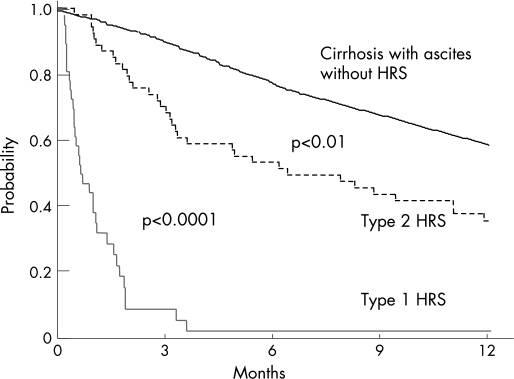 1.0
0.8
0.6
0.4
0.2
0
Probability
Cirrhosis with ascites
without HRS
p<0.01
p<0.0001
Type 2 HRS
Type 1 HRS
0
3
6
9
12
Months